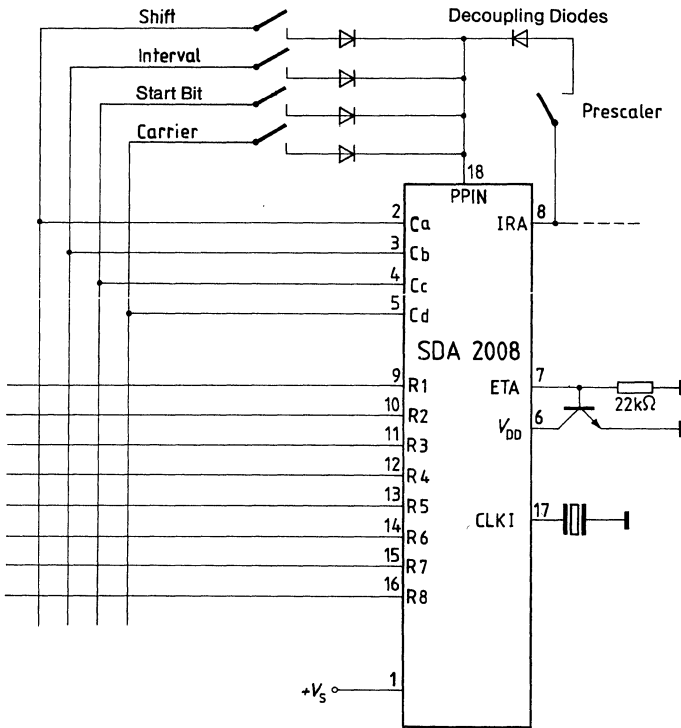 Shift
Decoupling Diodes
Interval
Start Bit
Prescaler
Carrier
18
PPIN
2 Ca
IRA 8
3 Cb
4 Cc
5 Cd
SDA 2008
9 R1
ETA 7
22kΩ
10 R2
V_DD 6
11 R3
12 R4
13 R5
CLKI 17
14 R6
15 R7
16 R8
+V_S 1